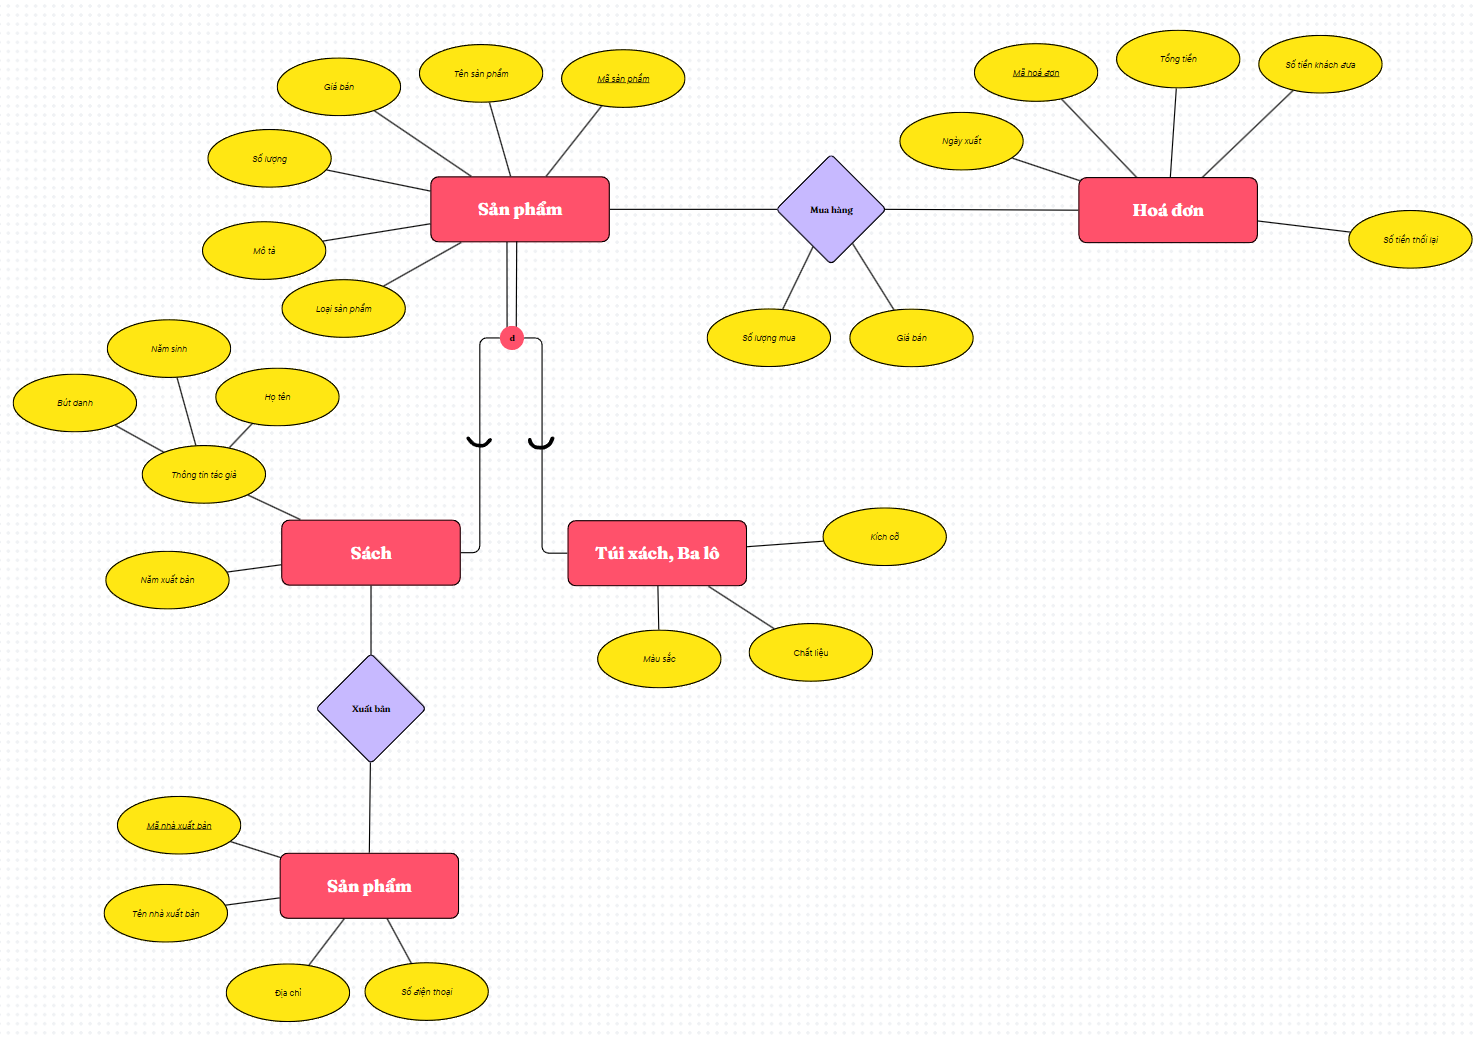 Mã hoá đơn
Tổng tiền
Số tiền khách đưa
Giá bán
Tên sản phẩm
Mã sản phẩm
Ngày xuất
Số lượng
Sản phẩm
Mua hàng
Hoá đơn
Số tiền thối lại
Mô tả
Loại sản phẩm
Số lượng mua
Giá bán
d
Năm sinh
Bút danh
Họ tên
Thông tin tác giả
Sách
Túi xách, Ba lô
Kích cỡ
Năm xuất bản
Màu sắc
Chất liệu
Xuất bản
Mã nhà xuất bản
Sản phẩm
Tên nhà xuất bản
Địa chỉ
Số điện thoại